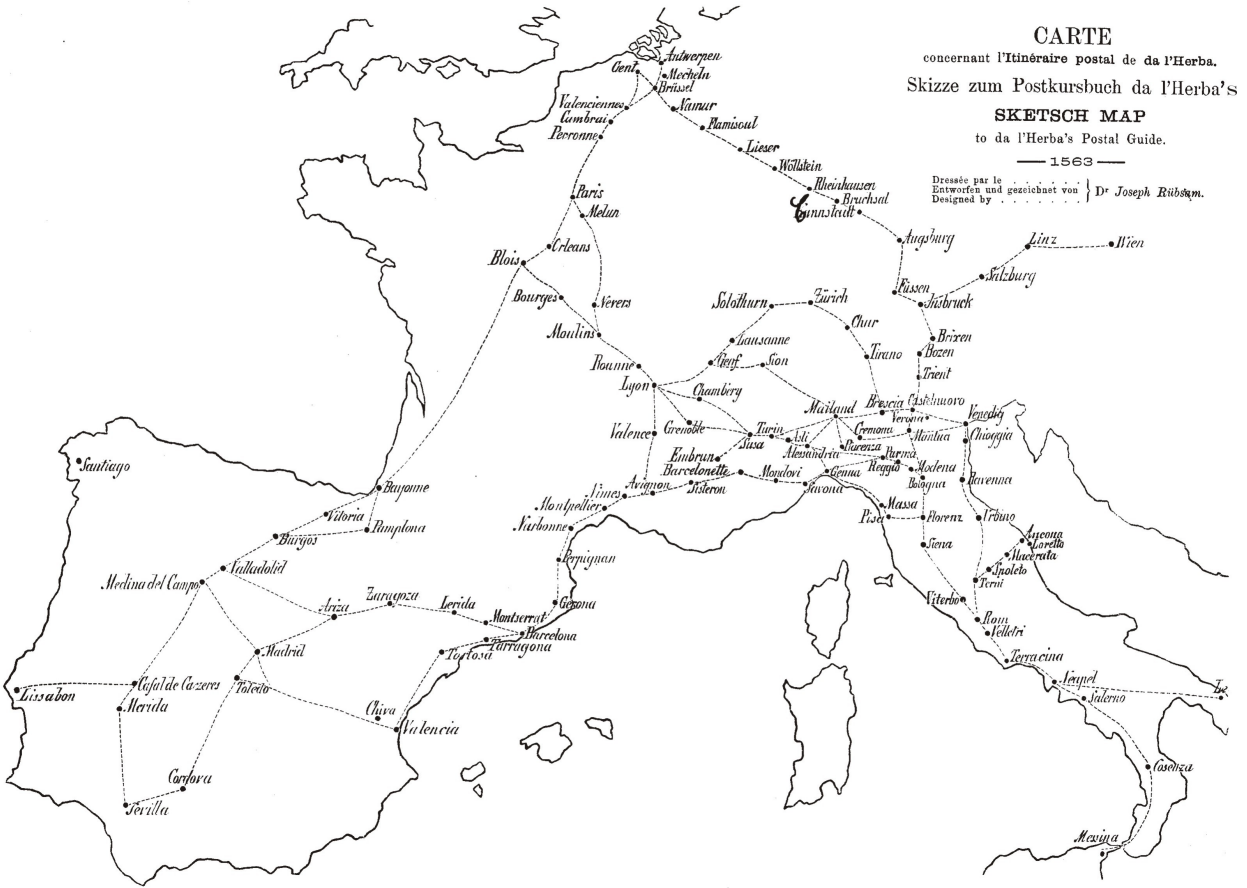 CARTE
concernant l'Itinéraire postal de da l'Herba.
Skizze zum Postkursbuch da l'Herba's
SKETSCH MAP
to da l'Herba's Postal Guide.
1563
Dressée par le . . . . . .
Entworfen und gezeichnet von
Designed by . . . . . . .
Dr Joseph Rübsam.
Antwerpen
Gent
Mecheln
Brüssel
Valenciennes
Namur
Cambrai
Flamisoul
Peronne
Lieser
Wöllstein
Rheinhausen
Paris
Bruchsal
Cannstadt
Melun
Augsburg
Linz
Wien
Orleans
Blois
Salzburg
Füssen
Bourges
Nevers
Solothurn
Zürich
Insbruck
Moulins
Chur
Lausanne
Brixen
Bozen
Rounne
Genf
Sion
Tirano
Trient
Lyon
Chambery
Mailand
Brescia
Castelnuovo
Verona
Venedig
Valence
Grenoble
Turin
Susa
Asti
Cremona
Mantua
Chioggia
Alessandria
Piacenza
Embrun
Parma
Reggio
Modena
Santiago
Barcelonette
Mondovi
Genua
Bologna
Ravenna
Bayonne
Nimes
Avignon
Sisteron
Savona
Montpellier
Massa
Vitoria
Pisa
Florenz
Urbino
Narbonne
Pamplona
Burgos
Ancona
Loretto
Siena
Macerata
Perpignan
Valladolid
Spoleto
Medina del Campo
Terni
Viterbo
Zaragoza
Ariza
Lerida
Gerona
Montserrat
Rom
Barcelona
Velletri
Tarragona
Madrid
Tortosa
Terracina
Toledo
Casal de Cazeres
Lissabon
Neapel
Merida
Salerno
Chiva
Valencia
Cosenza
Cordova
Sevilla
Messina